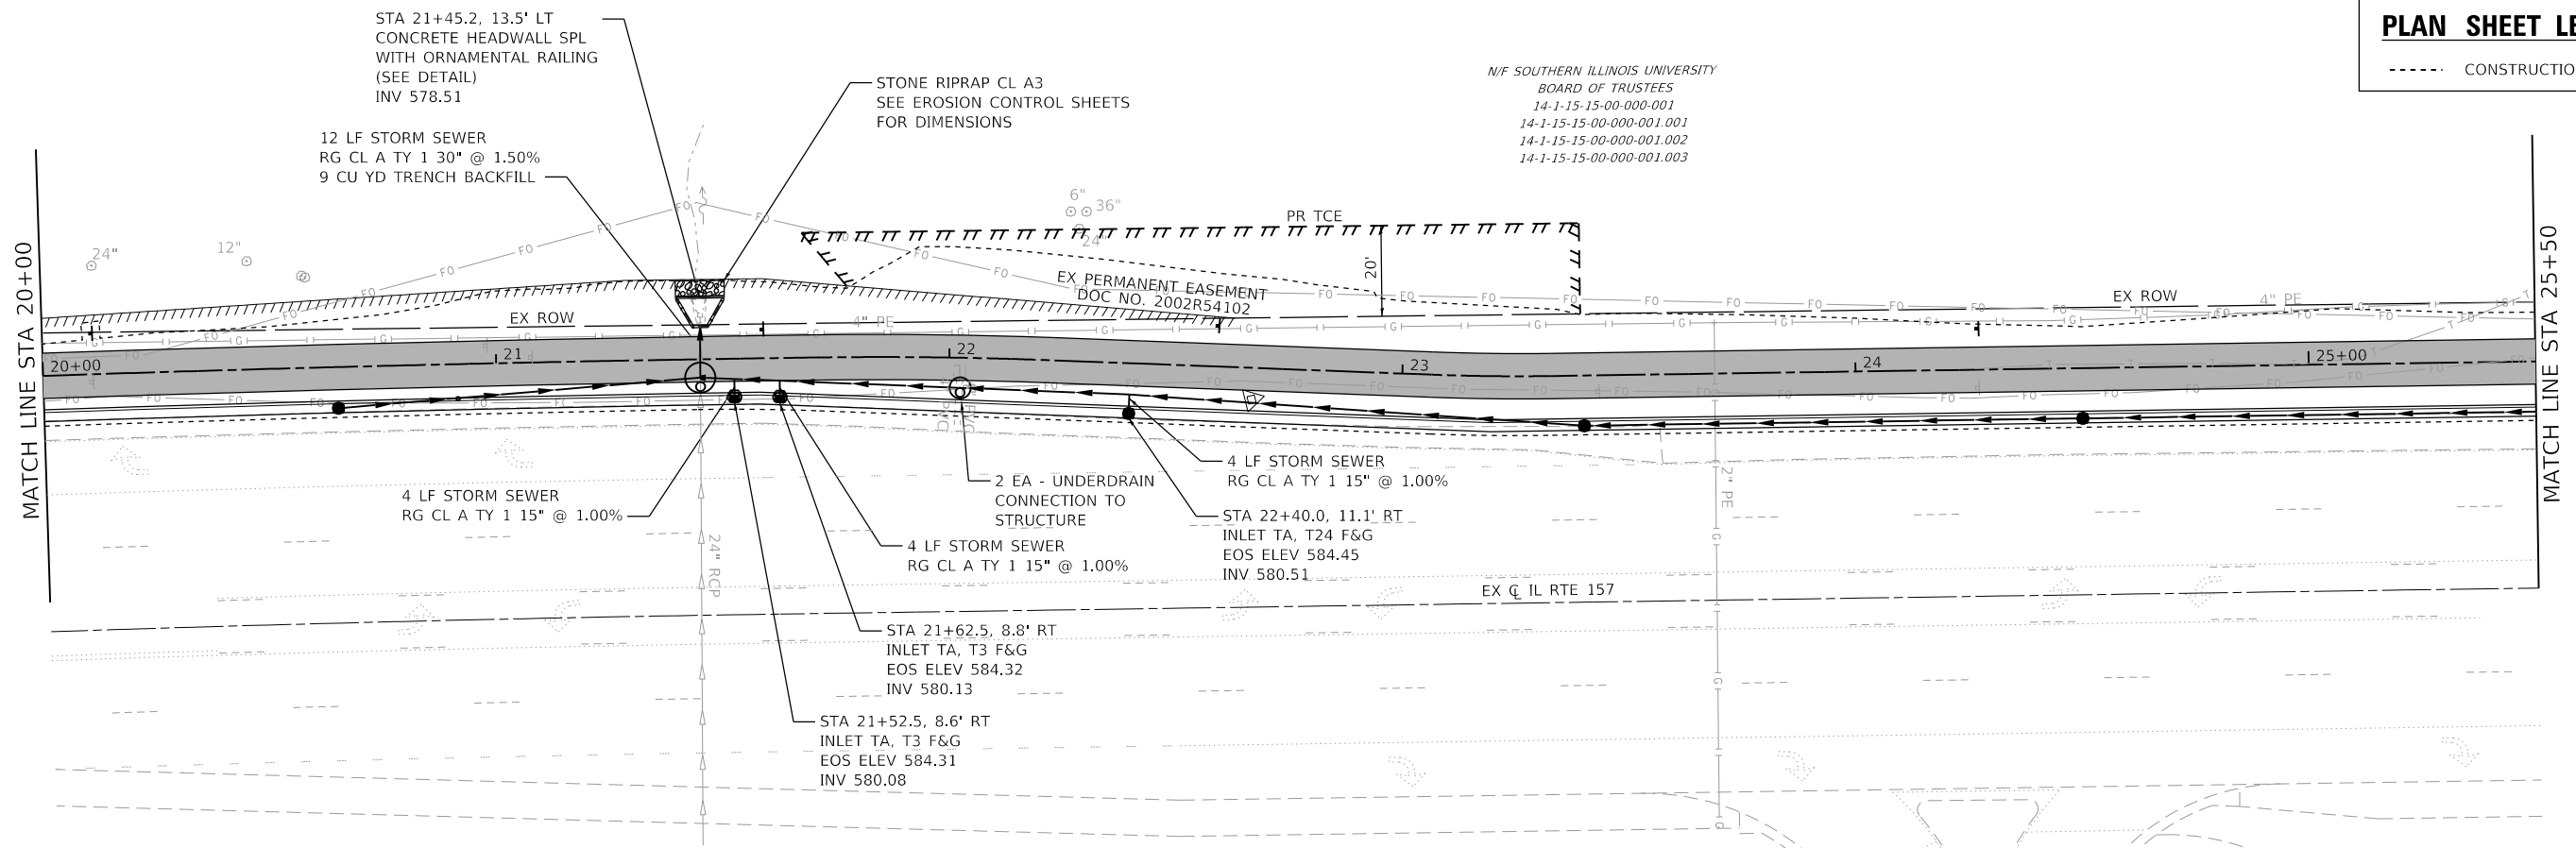 STA 21+45.2, 13.5' LT
CONCRETE HEADWALL SPL
WITH ORNAMENTAL RAILING
(SEE DETAIL)
INV 578.51
12 LF STORM SEWER
RG CL A TY 1 30" @ 1.50%
9 CU YD TRENCH BACKFILL
STONE RIPRAP CL A3
SEE EROSION CONTROL SHEETS
FOR DIMENSIONS
N/F SOUTHERN ILLINOIS UNIVERSITY
BOARD OF TRUSTEES
14-1-15-15-00-000-001
14-1-15-15-00-000-001.001
14-1-15-15-00-000-001.002
14-1-15-15-00-000-001.003
PLAN SHEET LE
CONSTRUCTIO
MATCH LINE STA 20+00
MATCH LINE STA 25+50
24"
12"
6"
36"
24"
PR TCE
20'
EX PERMANENT EASEMENT
DOC NO. 2002R54102
EX ROW
4" PE
EX ROW
4" PE
20+00
21
22
23
24
25+00
4 LF STORM SEWER
RG CL A TY 1 15" @ 1.00%
2 EA - UNDERDRAIN
CONNECTION TO
STRUCTURE
4 LF STORM SEWER
RG CL A TY 1 15" @ 1.00%
4 LF STORM SEWER
RG CL A TY 1 15" @ 1.00%
STA 22+40.0, 11.1' RT
INLET TA, T24 F&G
EOS ELEV 584.45
INV 580.51
STA 21+62.5, 8.8' RT
INLET TA, T3 F&G
EOS ELEV 584.32
INV 580.13
STA 21+52.5, 8.6' RT
INLET TA, T3 F&G
EOS ELEV 584.31
INV 580.08
24" RCP
2" PE
EX ℄ IL RTE 157